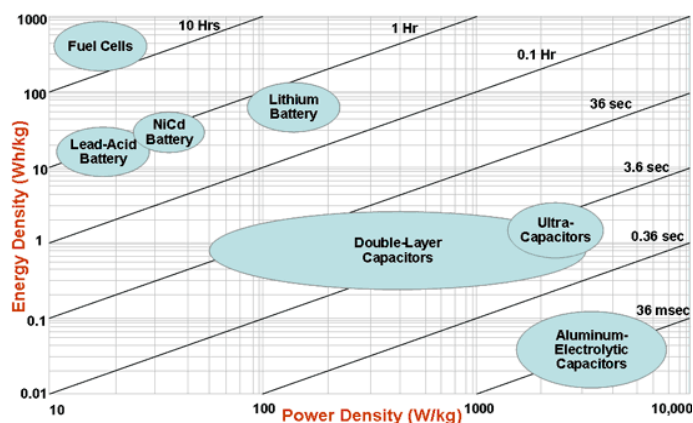 1000
Fuel Cells
10 Hrs
1 Hr
0.1 Hr
100
Lithium
Battery
36 sec
NiCd
Battery
Lead-Acid
Battery
10
3.6 sec
Energy Density (Wh/kg)
1
Double-Layer
Capacitors
Ultra-
Capacitors
0.36 sec
0.1
36 msec
Aluminum-
Electrolytic
Capacitors
0.01
10
100
1000
10,000
Power Density (W/kg)